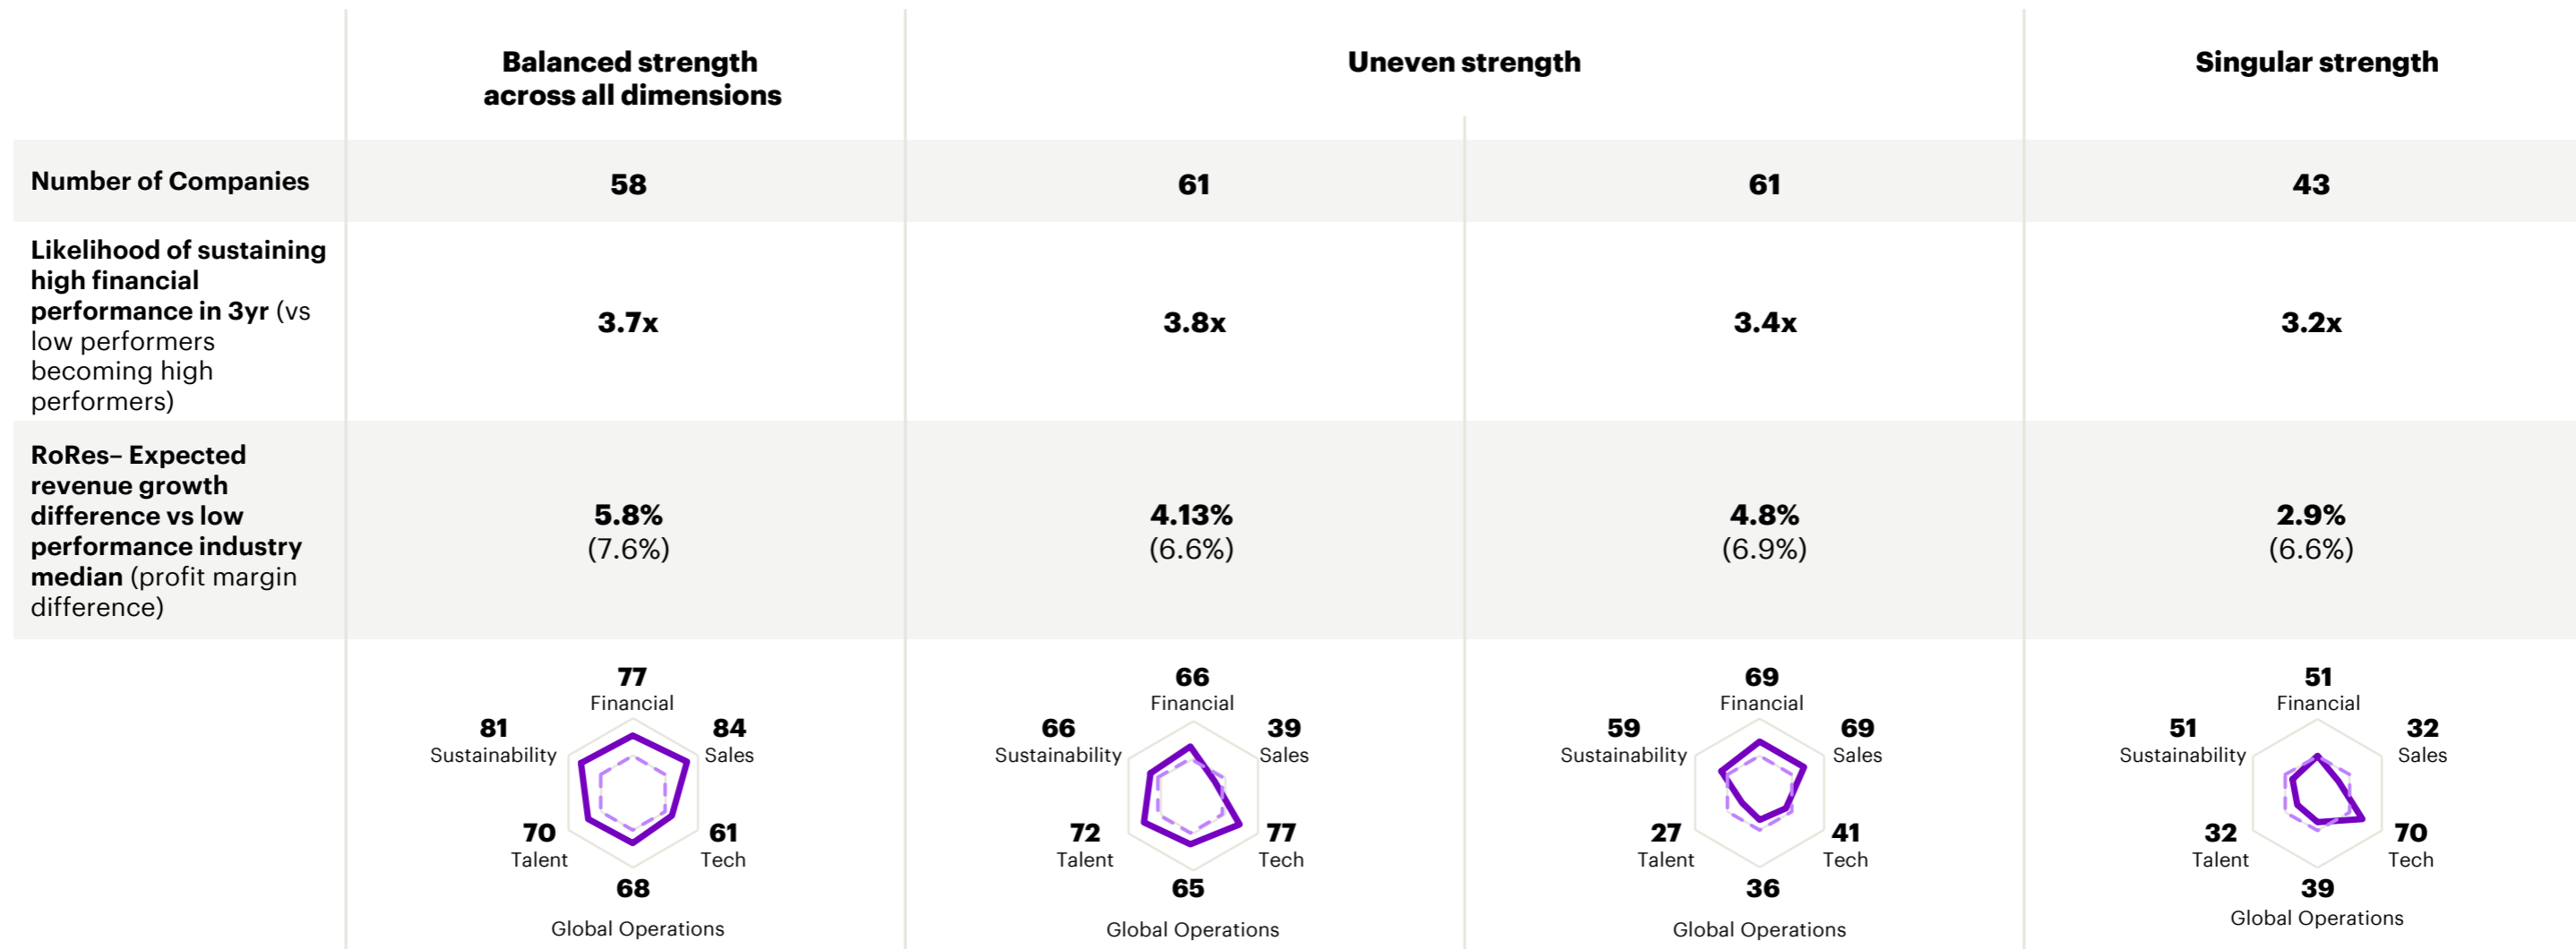 Balanced strength
across all dimensions
Uneven strength
Singular strength
Number of Companies
58
61
61
43
Likelihood of sustaining
high financial
performance in 3yr (vs
low performers
becoming high
performers)
3.7x
3.8x
3.4x
3.2x
RoRes– Expected
revenue growth
difference vs low
performance industry
median (profit margin
difference)
5.8%
(7.6%)
4.13%
(6.6%)
4.8%
(6.9%)
2.9%
(6.6%)
77
Financial
84
Sales
61
Tech
68
Global Operations
70
Talent
81
Sustainability
66
Financial
39
Sales
77
Tech
65
Global Operations
72
Talent
66
Sustainability
69
Financial
69
Sales
41
Tech
36
Global Operations
27
Talent
59
Sustainability
51
Financial
32
Sales
70
Tech
39
Global Operations
32
Talent
51
Sustainability